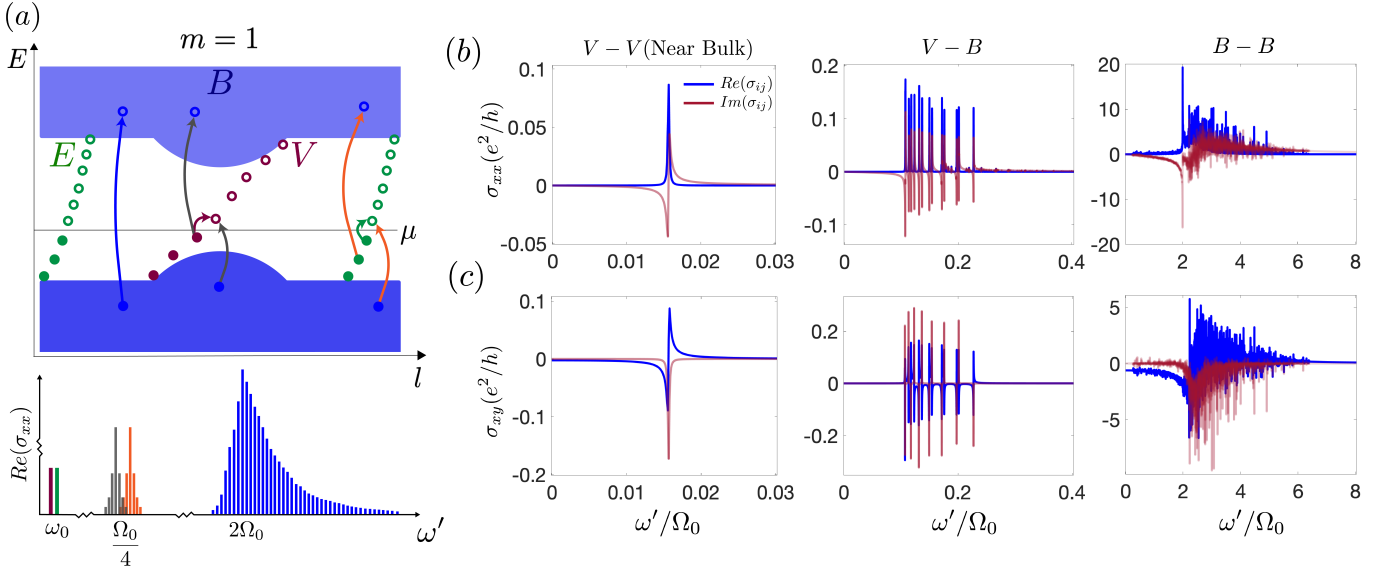 (a)
m = 1
E
B
E
V
μ
l
Re(σxx)
ω0
Ω0
4
2Ω0
ω′
(b)
V − V(Near Bulk)
V − B
B − B
Re(σij)
Im(σij)
σxx(e²/h)
0.1
0.05
0
-0.05
0 0.01 0.02 0.03
0.2
0.1
0
-0.1
0 0.2 0.4
20
10
0
-10
-20
0 2 4 6 8
(c)
σxy(e²/h)
0.1
0
-0.1
-0.2
0 0.01 0.02 0.03
0.2
0
-0.2
0 0.2 0.4
5
0
-5
0 2 4 6 8
ω′/Ω0
ω′/Ω0
ω′/Ω0